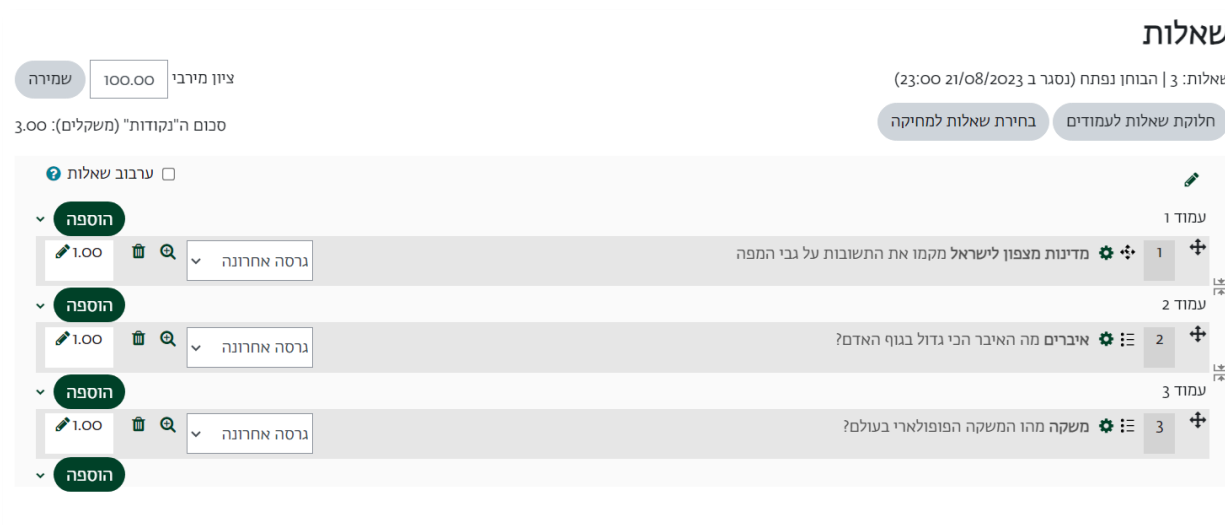 שאלות
שאלות: 3 | הבוחן נפתח (נסגר ב 21/08/2023 23:00)
ציון מירבי 100.00 שמירה
חלוקת שאלות לעמודים בחירת שאלות למחיקה
סכום ה"נקודות" (משקלים): 3.00
ערבוב שאלות
עמוד 1
הוספה
1 מדינות מצפון לישראל מקמו את התשובות על גבי המפה גרסה אחרונה 1.00
עמוד 2
הוספה
2 איברים מה האיבר הכי גדול בגוף האדם? גרסה אחרונה 1.00
עמוד 3
הוספה
3 משקה מהו המשקה הפופולארי בעולם? גרסה אחרונה 1.00
הוספה